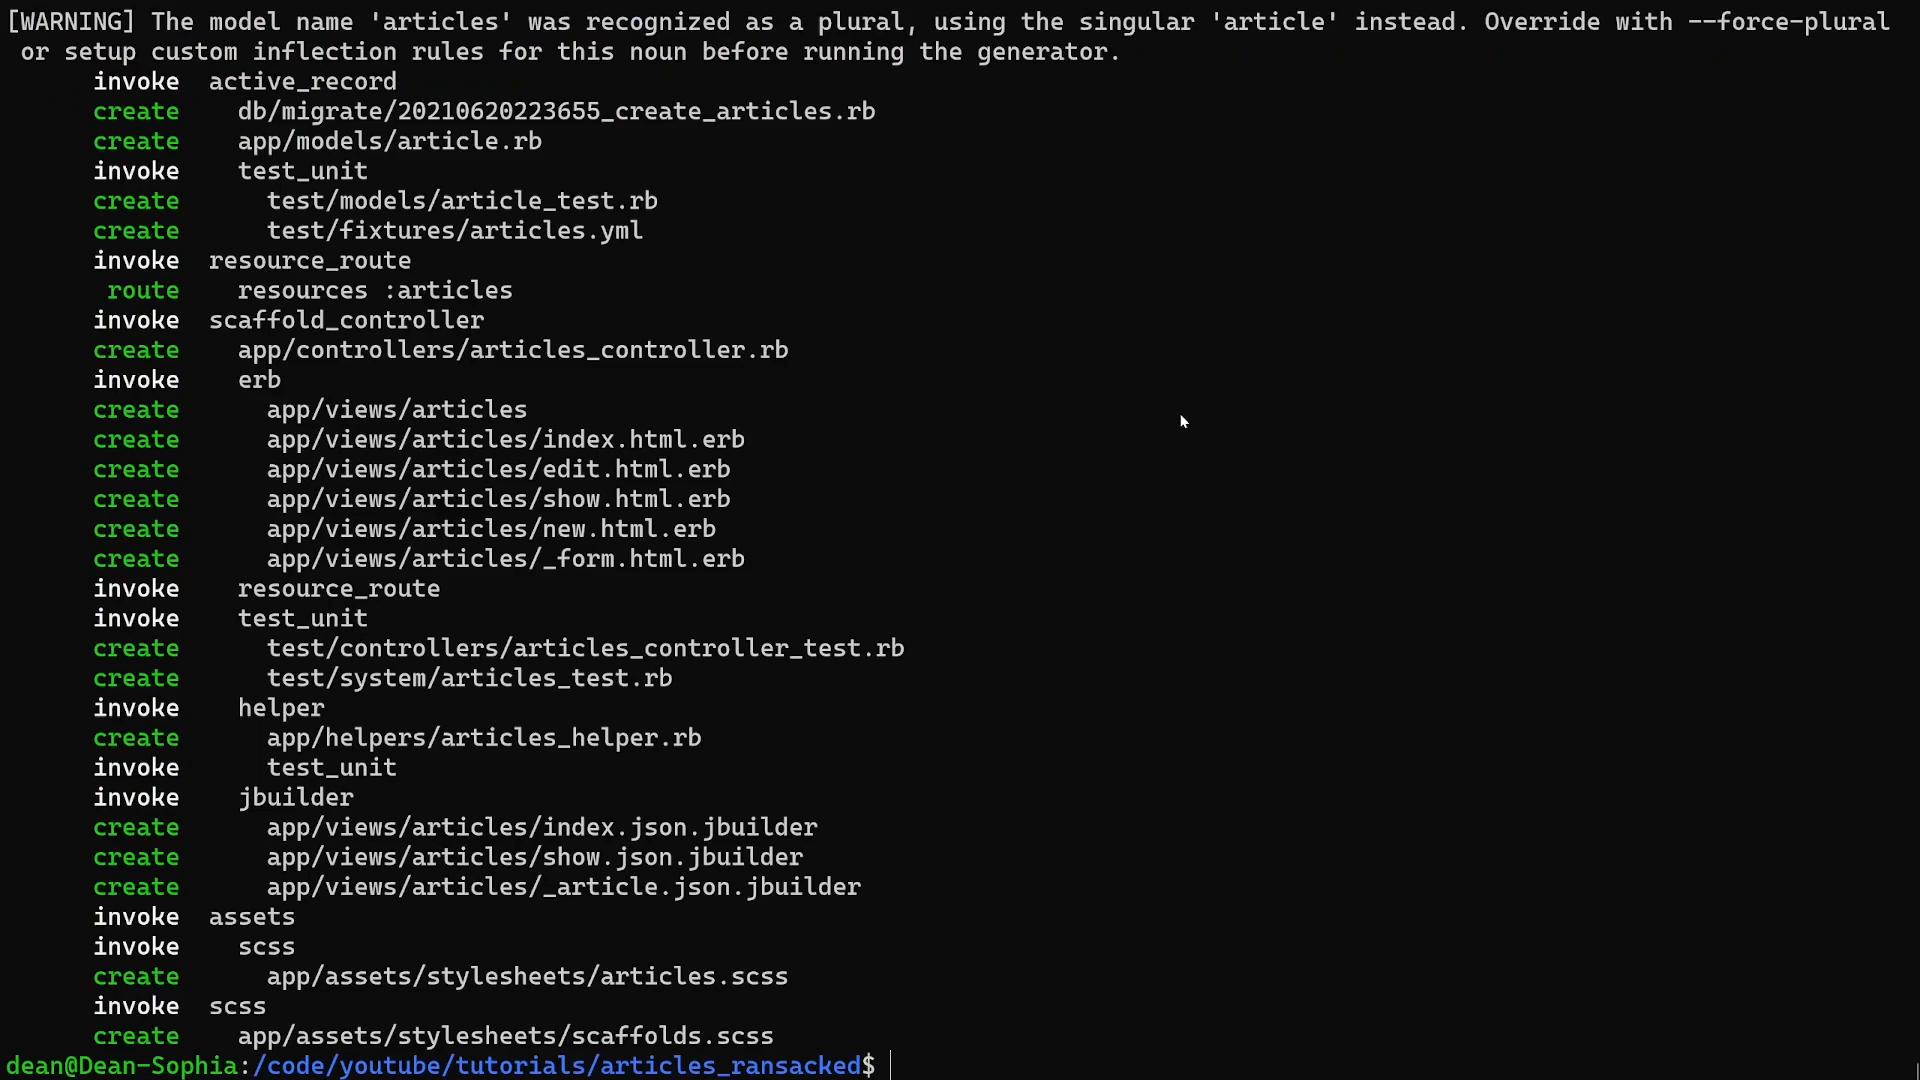 [WARNING] The model name 'articles' was recognized as a plural, using the singular 'article' instead. Override with --force-plural
or setup custom inflection rules for this noun before running the generator.
invoke  active_record
create    db/migrate/20210620223655_create_articles.rb
create    app/models/article.rb
invoke    test_unit
create      test/models/article_test.rb
create      test/fixtures/articles.yml
invoke  resource_route
route    resources :articles
invoke  scaffold_controller
create    app/controllers/articles_controller.rb
invoke    erb
create      app/views/articles
create      app/views/articles/index.html.erb
create      app/views/articles/edit.html.erb
create      app/views/articles/show.html.erb
create      app/views/articles/new.html.erb
create      app/views/articles/_form.html.erb
invoke    resource_route
invoke    test_unit
create      test/controllers/articles_controller_test.rb
create      test/system/articles_test.rb
invoke    helper
create      app/helpers/articles_helper.rb
invoke      test_unit
invoke    jbuilder
create      app/views/articles/index.json.jbuilder
create      app/views/articles/show.json.jbuilder
create      app/views/articles/_article.json.jbuilder
invoke  assets
invoke    scss
create      app/assets/stylesheets/articles.scss
invoke  scss
create    app/assets/stylesheets/scaffolds.scss
dean@Dean-Sophia:/code/youtube/tutorials/articles_ransacked$